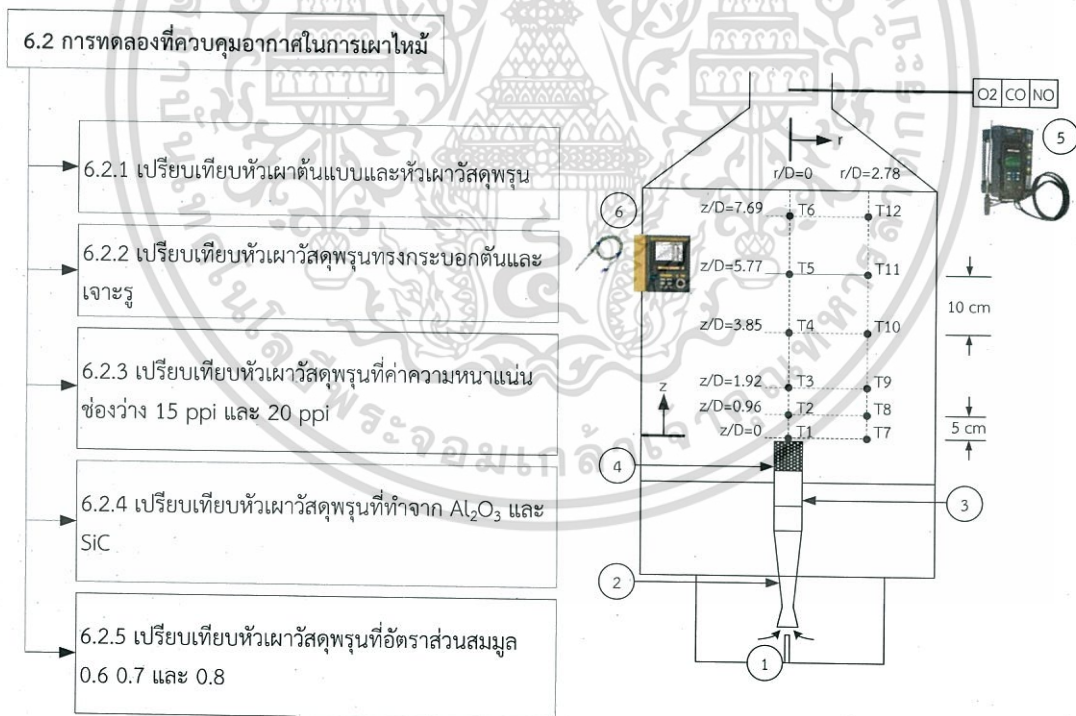 6.2 การทดลองที่ควบคุมอากาศในการเผาไหม้
6.2.1 เปรียบเทียบหัวเผาต้นแบบและหัวเผาวัสดุพรุน
6.2.2 เปรียบเทียบหัวเผาวัสดุพรุนทรงกระบอกตันและ
เจาะรู
6.2.3 เปรียบเทียบหัวเผาวัสดุพรุนที่ค่าความหนาแน่น
ช่องว่าง 15 ppi และ 20 ppi
6.2.4 เปรียบเทียบหัวเผาวัสดุพรุนที่ทำจาก Al₂O₃ และ
SiC
6.2.5 เปรียบเทียบหัวเผาวัสดุพรุนที่อัตราส่วนสมมูล
0.6 0.7 และ 0.8
O2 CO NO
5
r
r/D=0 r/D=2.78
6
z/D=7.69 T6 T12
z/D=5.77 T5 T11
10 cm
z/D=3.85 T4 T10
z/D=1.92 T3 T9
z
z/D=0.96 T2 T8
5 cm
z/D=0 T1 T7
4
3
2
1